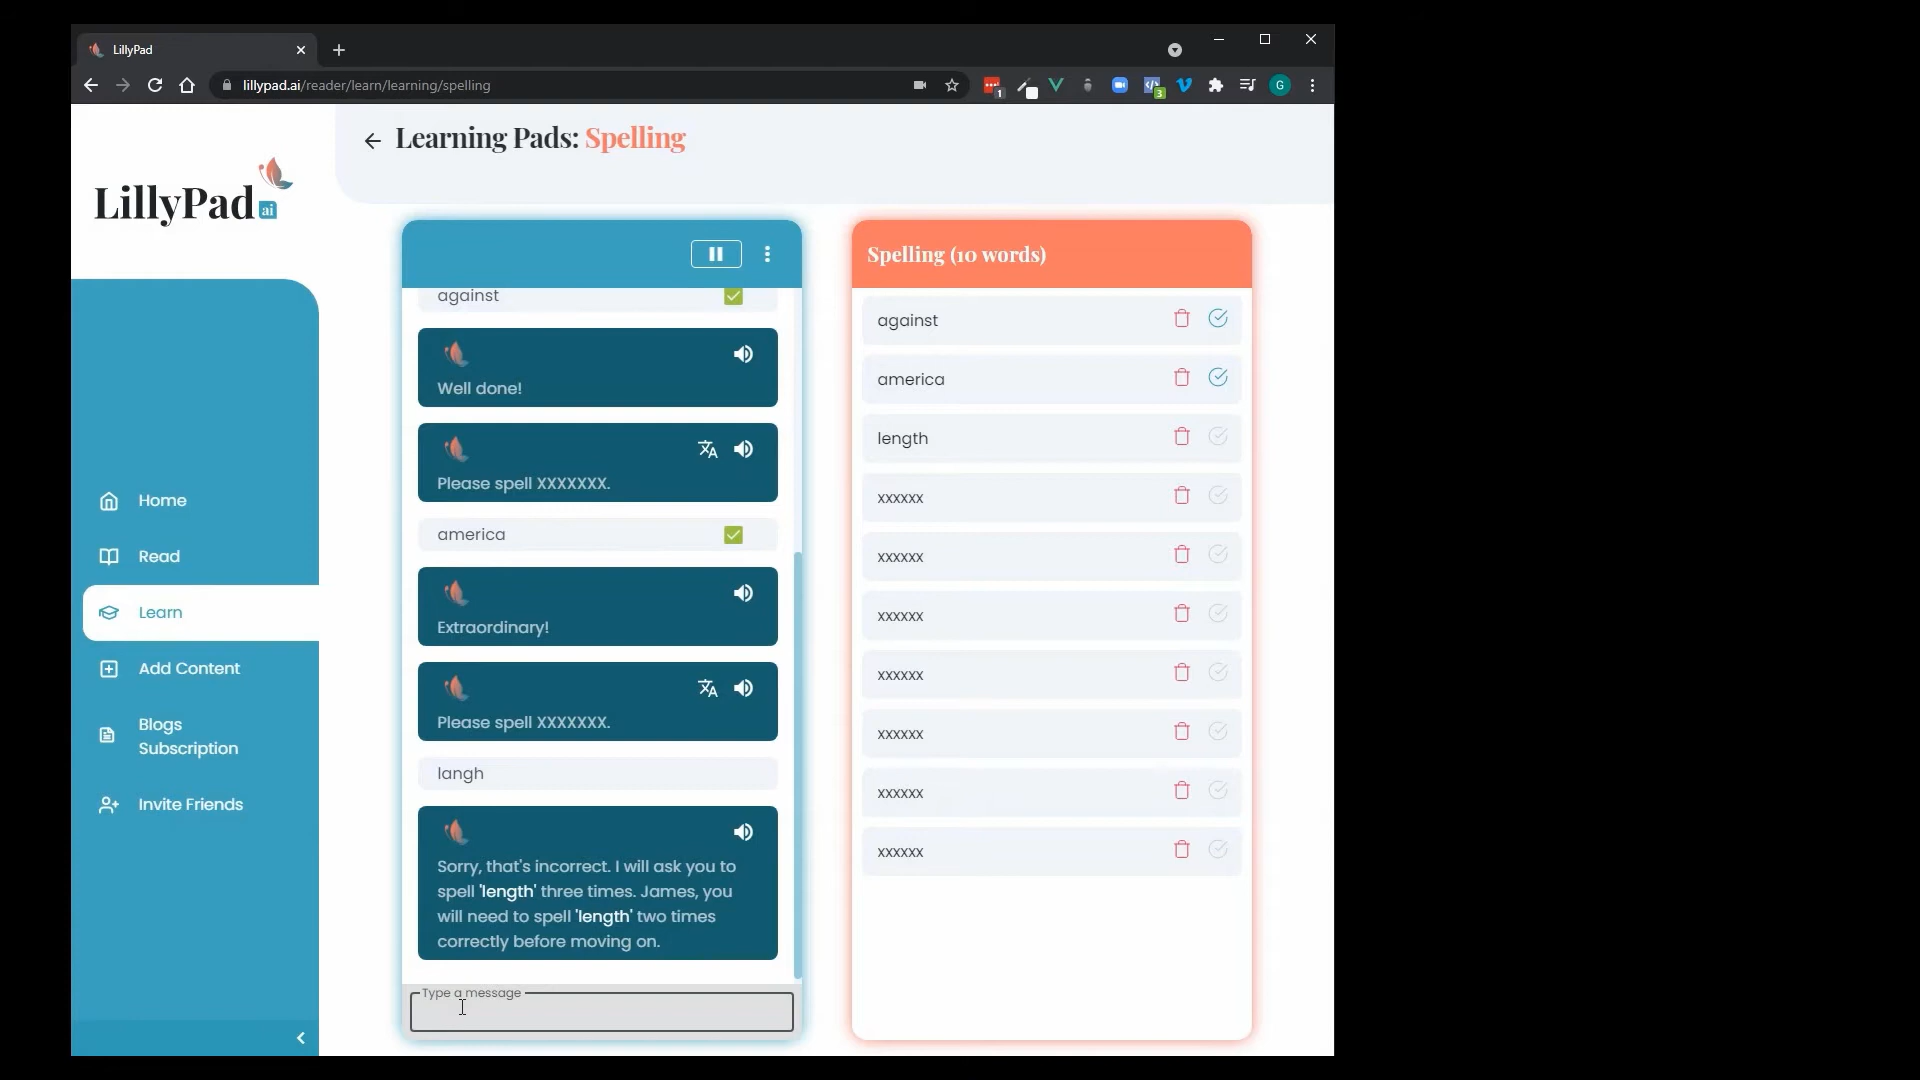 LillyPad
lillypad.ai/reader/learn/learning/spelling
1
3
G
LillyPad
ai
Home
Read
Learn
Add Content
Blogs
Subscription
Invite Friends
Learning Pads: Spelling
against
Well done!
Please spell XXXXXXX.
america
Extraordinary!
Please spell XXXXXXX.
langh
Sorry, that's incorrect. I will ask you to
spell 'length' three times. James, you
will need to spell 'length' two times
correctly before moving on.
Type a message
Spelling (10 words)
against
america
length
xxxxxx
xxxxxx
xxxxxx
xxxxxx
xxxxxx
xxxxxx
xxxxxx